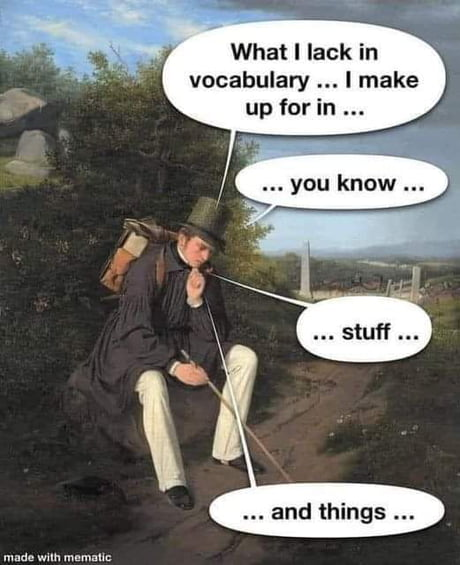 What I lack in
vocabulary ... I make
up for in ...
... you know ...
... stuff ...
... and things ...
made with mematic